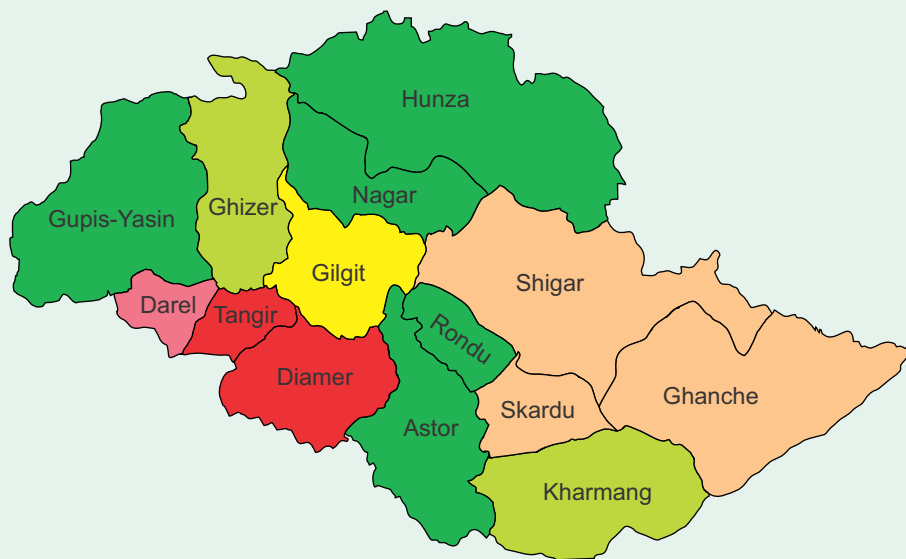 Hunza
Nagar
Ghizer
Gupis-Yasin
Gilgit
Shigar
Darel
Tangir
Rondu
Diamer
Skardu
Ghanche
Astor
Kharmang